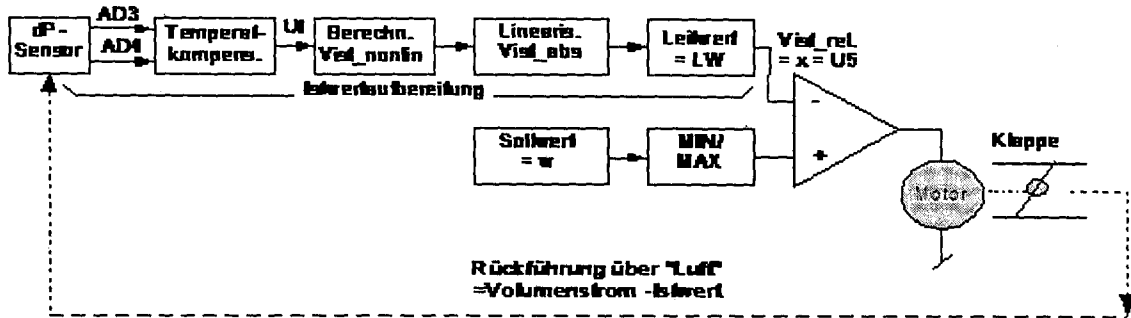 dP-
Sensor
AD3
AD4
Temperat-
kompens.
UI
Berechn.
Vist_nonlin
Linearis.
Vist_abs
Leitwert
= LW
Vist_rel.
= x = U5
Istwertaufbereitung
-
+
Sollwert
= w
MIN/
MAX
Klappe
Motor
Rückführung über "Luft"
=Volumenstrom -Istwert